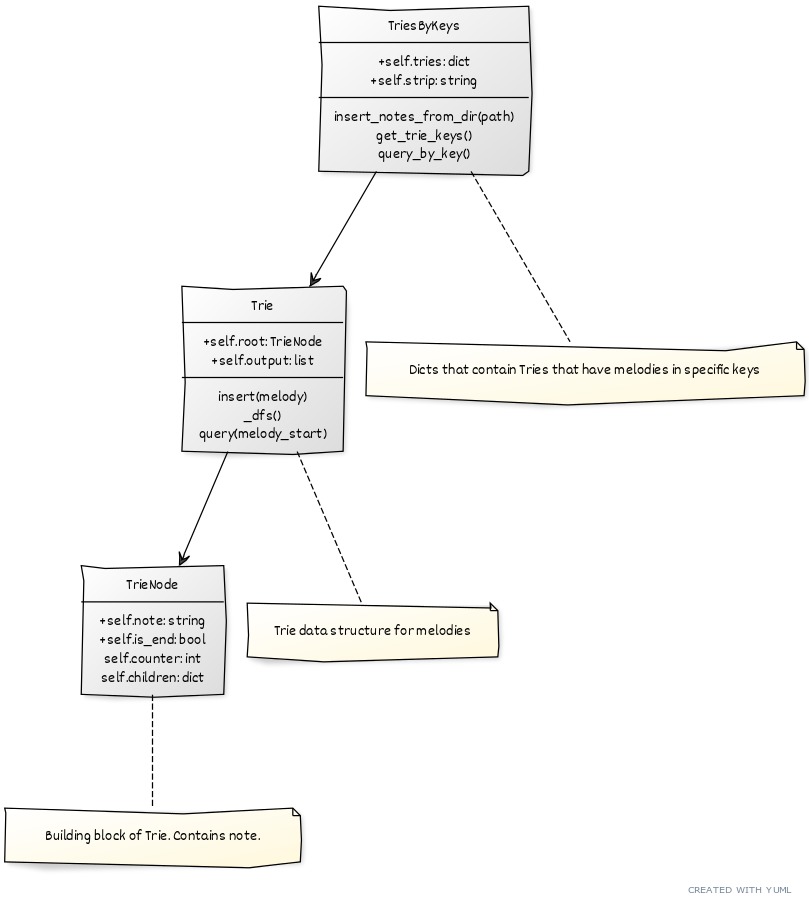 TriesByKeys
+self.tries: dict
+self.strip: string
insert_notes_from_dir(path)
get_trie_keys()
query_by_key()
Trie
+self.root: TrieNode
+self.output: list
insert(melody)
_dfs()
query(melody_start)
Dicts that contain Tries that have melodies in specific keys
TrieNode
+self.note: string
+self.is_end: bool
self.counter: int
self.children: dict
Trie data structure for melodies
Building block of Trie. Contains note.
CREATED WITH YUML